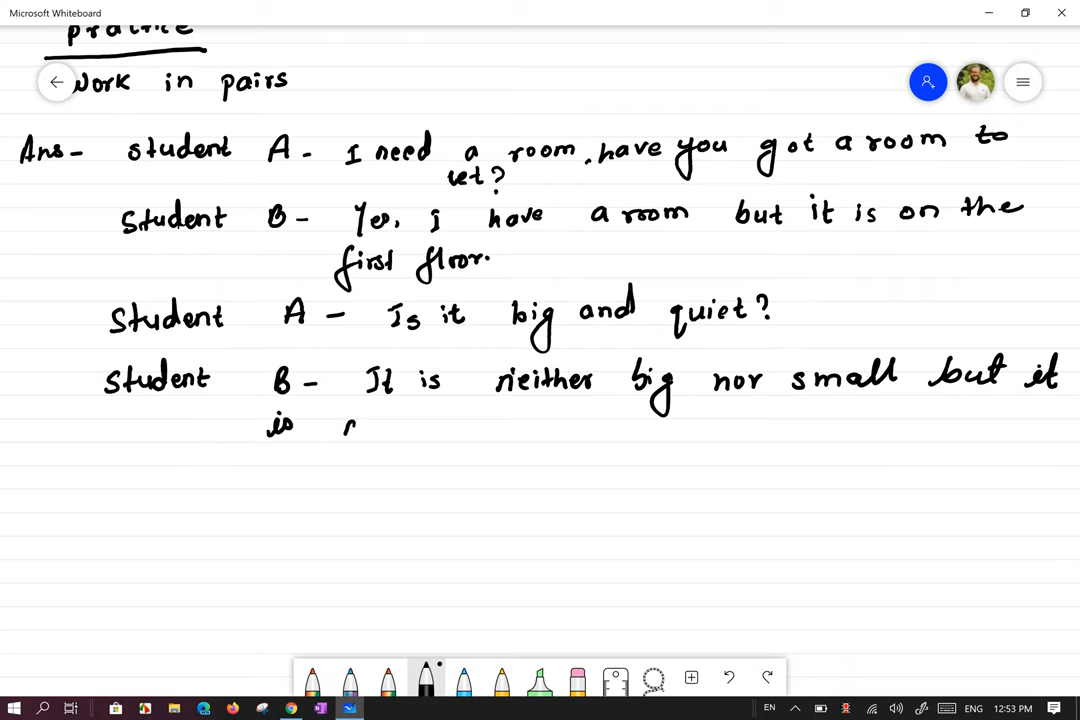 Microsoft Whiteboard
practice
Work in pairs
Ans- student A- I need a room, have you got a room to
let?
Student B- Yes, I have a room but it is on the
first floor.
Student A- Is it big and quiet?
Student B- It is neither big nor small but it
is
EN ENG 12:53 PM